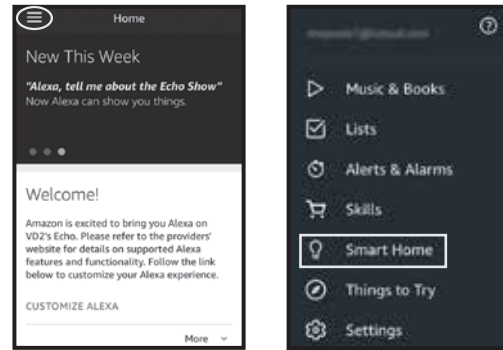 Home
New This Week
"Alexa, tell me about the Echo Show"
Now Alexa can show you things.
Welcome!
Amazon is excited to bring you Alexa on
VD2's Echo. Please refer to the providers'
website for details on supported Alexa
features and functionality. Follow the link
below to customize your Alexa experience.
CUSTOMIZE ALEXA
More
?
Music & Books
Lists
Alerts & Alarms
Skills
Smart Home
Things to Try
Settings